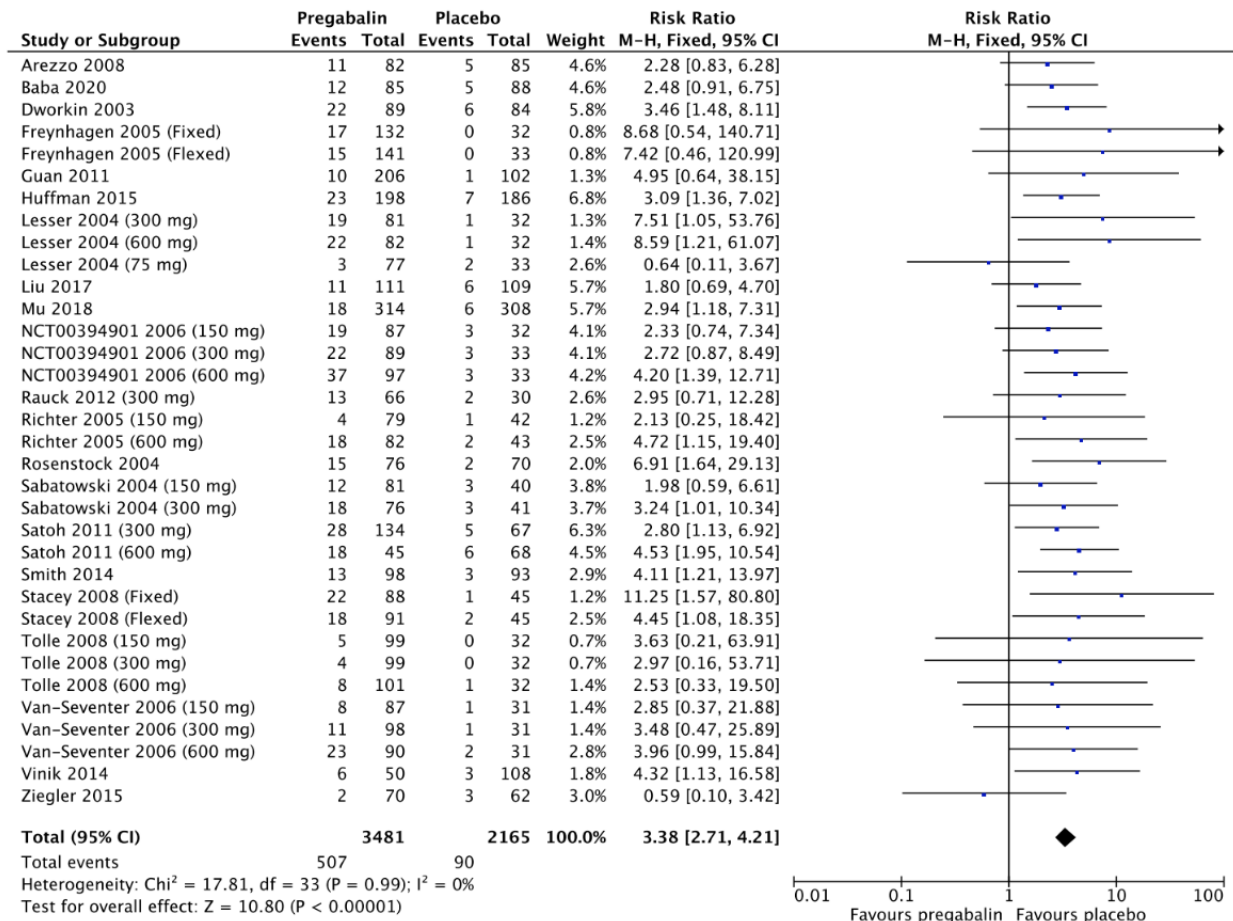 Pregabalin Placebo Risk Ratio Risk Ratio
Study or Subgroup Events Total Events Total Weight M-H, Fixed, 95% CI M-H, Fixed, 95% CI
Arezzo 2008 11 82 5 85 4.6% 2.28 [0.83, 6.28]
Baba 2020 12 85 5 88 4.6% 2.48 [0.91, 6.75]
Dworkin 2003 22 89 6 84 5.8% 3.46 [1.48, 8.11]
Freynhagen 2005 (Fixed) 17 132 0 32 0.8% 8.68 [0.54, 140.71]
Freynhagen 2005 (Flexed) 15 141 0 33 0.8% 7.42 [0.46, 120.99]
Guan 2011 10 206 1 102 1.3% 4.95 [0.64, 38.15]
Huffman 2015 23 198 7 186 6.8% 3.09 [1.36, 7.02]
Lesser 2004 (300 mg) 19 81 1 32 1.3% 7.51 [1.05, 53.76]
Lesser 2004 (600 mg) 22 82 1 32 1.4% 8.59 [1.21, 61.07]
Lesser 2004 (75 mg) 3 77 2 33 2.6% 0.64 [0.11, 3.67]
Liu 2017 11 111 6 109 5.7% 1.80 [0.69, 4.70]
Mu 2018 18 314 6 308 5.7% 2.94 [1.18, 7.31]
NCT00394901 2006 (150 mg) 19 87 3 32 4.1% 2.33 [0.74, 7.34]
NCT00394901 2006 (300 mg) 22 89 3 33 4.1% 2.72 [0.87, 8.49]
NCT00394901 2006 (600 mg) 37 97 3 33 4.2% 4.20 [1.39, 12.71]
Rauck 2012 (300 mg) 13 66 2 30 2.6% 2.95 [0.71, 12.28]
Richter 2005 (150 mg) 4 79 1 42 1.2% 2.13 [0.25, 18.42]
Richter 2005 (600 mg) 18 82 2 43 2.5% 4.72 [1.15, 19.40]
Rosenstock 2004 15 76 2 70 2.0% 6.91 [1.64, 29.13]
Sabatowski 2004 (150 mg) 12 81 3 40 3.8% 1.98 [0.59, 6.61]
Sabatowski 2004 (300 mg) 18 76 3 41 3.7% 3.24 [1.01, 10.34]
Satoh 2011 (300 mg) 28 134 5 67 6.3% 2.80 [1.13, 6.92]
Satoh 2011 (600 mg) 18 45 6 68 4.5% 4.53 [1.95, 10.54]
Smith 2014 13 98 3 93 2.9% 4.11 [1.21, 13.97]
Stacey 2008 (Fixed) 22 88 1 45 1.2% 11.25 [1.57, 80.80]
Stacey 2008 (Flexed) 18 91 2 45 2.5% 4.45 [1.08, 18.35]
Tolle 2008 (150 mg) 5 99 0 32 0.7% 3.63 [0.21, 63.91]
Tolle 2008 (300 mg) 4 99 0 32 0.7% 2.97 [0.16, 53.71]
Tolle 2008 (600 mg) 8 101 1 32 1.4% 2.53 [0.33, 19.50]
Van-Seventer 2006 (150 mg) 8 87 1 31 1.4% 2.85 [0.37, 21.88]
Van-Seventer 2006 (300 mg) 11 98 1 31 1.4% 3.48 [0.47, 25.89]
Van-Seventer 2006 (600 mg) 23 90 2 31 2.8% 3.96 [0.99, 15.84]
Vinik 2014 6 50 3 108 1.8% 4.32 [1.13, 16.58]
Ziegler 2015 2 70 3 62 3.0% 0.59 [0.10, 3.42]
Total (95% CI) 3481 2165 100.0% 3.38 [2.71, 4.21]
Total events 507 90
Heterogeneity: Chi² = 17.81, df = 33 (P = 0.99); I² = 0%
Test for overall effect: Z = 10.80 (P < 0.00001)
0.01 0.1 1 10 100
Favours pregabalin Favours placebo